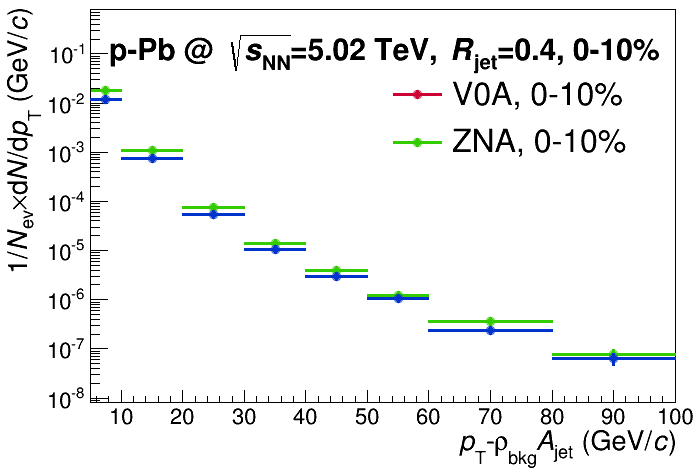 p-Pb @ √sNN=5.02 TeV, Rjet=0.4, 0-10%
V0A, 0-10%
ZNA, 0-10%
1/Nev×dN/dpT (GeV/c)
10-1
10-2
10-3
10-4
10-5
10-6
10-7
10-8
10 20 30 40 50 60 70 80 90 100
pT-ρbkgAjet (GeV/c)